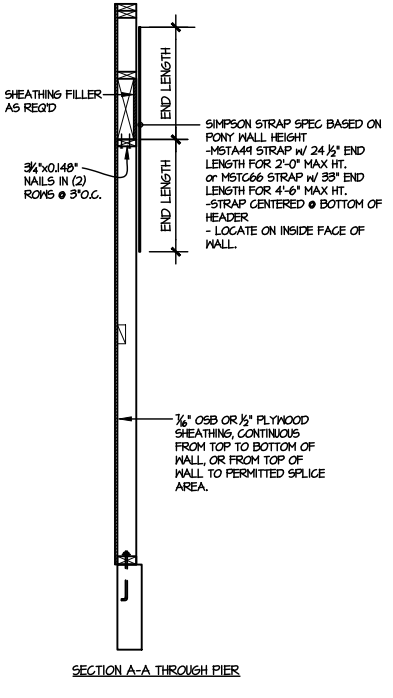 END LENGTH
SHEATHING FILLER
AS REQ'D
SIMPSON STRAP SPEC BASED ON
PONY WALL HEIGHT
-MSTA49 STRAP W/ 24 1/2" END
LENGTH FOR 2'-0" MAX HT.
or MSTC66 STRAP W/ 33" END
LENGTH FOR 4'-6" MAX HT.
-STRAP CENTERED @ BOTTOM OF
HEADER
- LOCATE ON INSIDE FACE OF
WALL.
END LENGTH
3 1/4"x0.148"
NAILS IN (2)
ROWS @ 3"O.C.
7/16" OSB OR 1/2" PLYWOOD
SHEATHING, CONTINUOUS
FROM TOP TO BOTTOM OF
WALL, OR FROM TOP OF
WALL TO PERMITTED SPLICE
AREA.
SECTION A-A THROUGH PIER